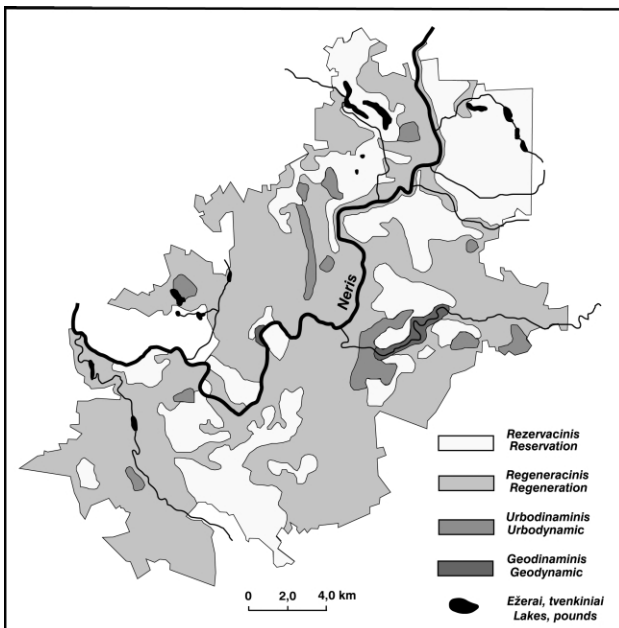 Neris
Rezervacinis
Reservation
Regeneracinis
Regeneration
Urbodinaminis
Urbodynamic
Geodinaminis
Geodynamic
Ežerai, tvenkiniai
Lakes, pounds
0 2,0 4,0 km